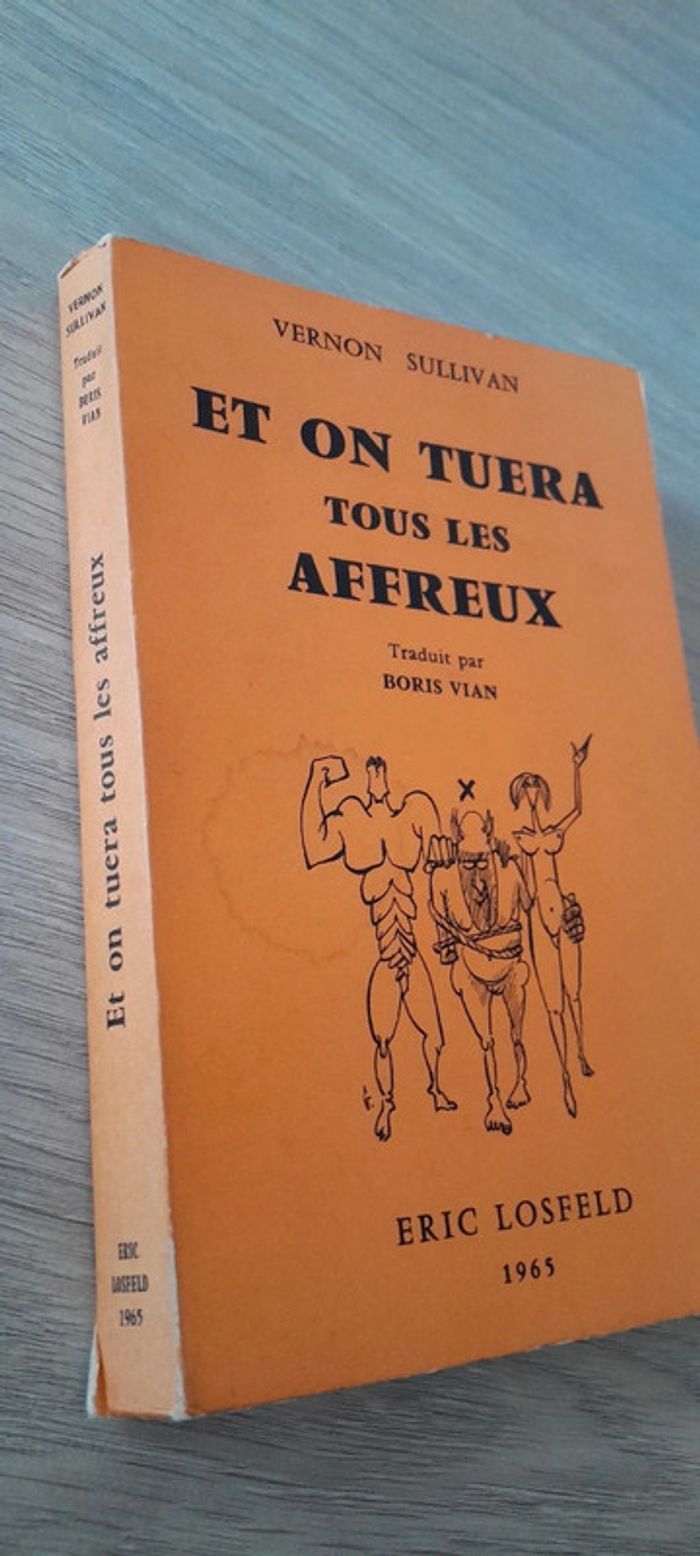 VERNON SULLIVAN
ET ON TUERA
TOUS LES
AFFREUX
Traduit par
BORIS VIAN
X
ERIC LOSFELD
1965
VERNON
SULLIVAN
Traduit
par
BORIS
VIAN
Et on tuera tous les affreux
ERIC
LOSFELD
1965